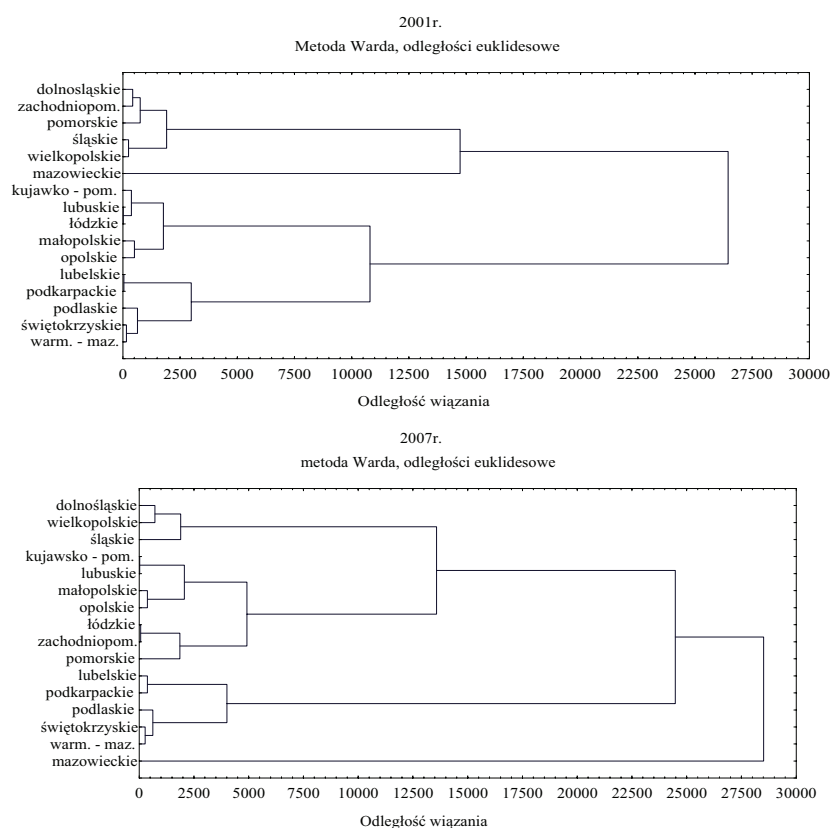 2001r.
Metoda Warda, odległości euklidesowe
dolnosląskie
zachodniopom.
pomorskie
śląskie
wielkopolskie
mazowieckie
kujawko - pom.
lubuskie
łódzkie
małopolskie
opolskie
lubelskie
podkarpackie
podlaskie
świętokrzyskie
warm. - maz.
0 2500 5000 7500 10000 12500 15000 17500 20000 22500 25000 27500 30000
Odległość wiązania
2007r.
metoda Warda, odległości euklidesowe
dolnośląskie
wielkopolskie
śląskie
kujawsko - pom.
lubuskie
małopolskie
opolskie
łódzkie
zachodniopom.
pomorskie
lubelskie
podkarpackie
podlaskie
świętokrzyskie
warm. - maz.
mazowieckie
0 2500 5000 7500 10000 12500 15000 17500 20000 22500 25000 27500 30000
Odległość wiązania